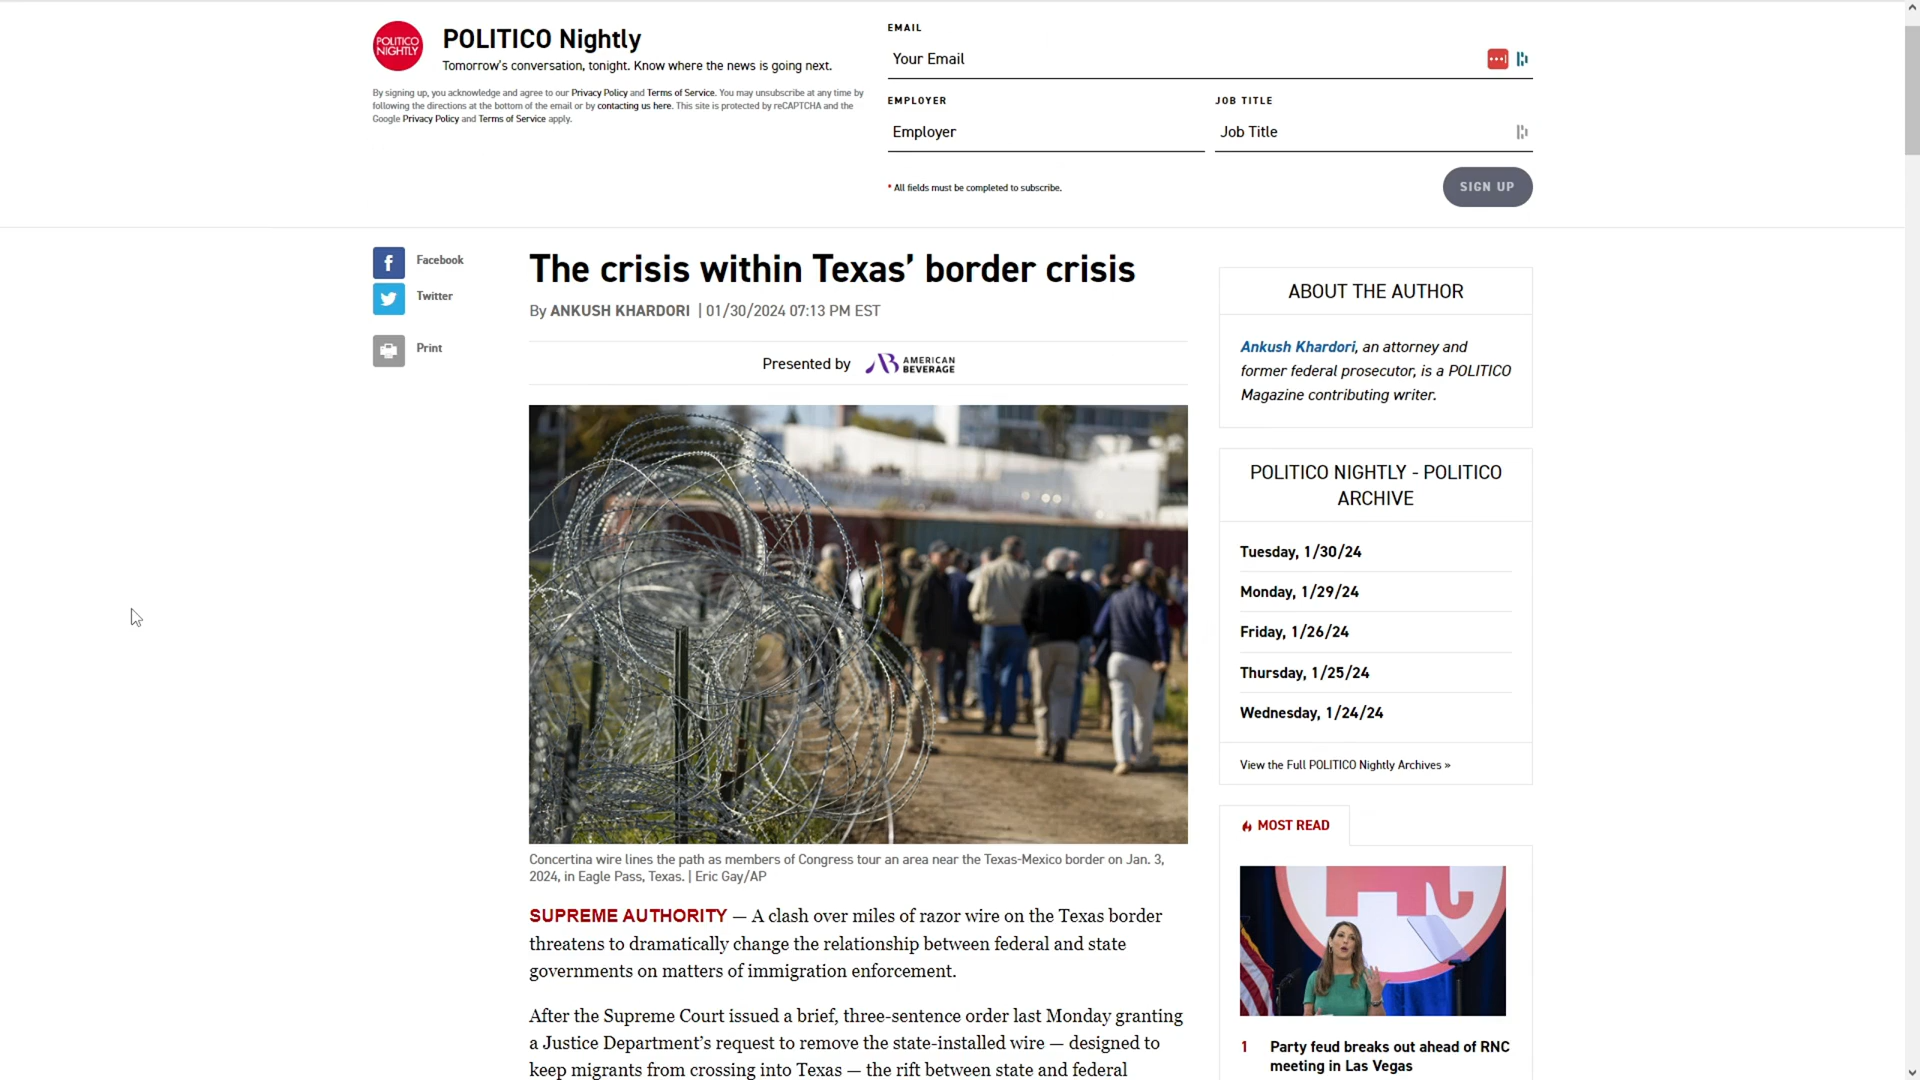 POLITICO
NIGHTLY
POLITICO Nightly
Tomorrow's conversation, tonight. Know where the news is going next.
By signing up, you acknowledge and agree to our Privacy Policy and Terms of Service. You may unsubscribe at any time by
following the directions at the bottom of the email or by contacting us here. This site is protected by reCAPTCHA and the
Google Privacy Policy and Terms of Service apply.
EMAIL
Your Email
EMPLOYER
Employer
JOB TITLE
Job Title
* All fields must be completed to subscribe.
SIGN UP
Facebook
Twitter
Print
The crisis within Texas’ border crisis
By ANKUSH KHARDORI | 01/30/2024 07:13 PM EST
Presented by
AMERICAN
BEVERAGE
Concertina wire lines the path as members of Congress tour an area near the Texas-Mexico border on Jan. 3,
2024, in Eagle Pass, Texas. | Eric Gay/AP
SUPREME AUTHORITY — A clash over miles of razor wire on the Texas border
threatens to dramatically change the relationship between federal and state
governments on matters of immigration enforcement.
After the Supreme Court issued a brief, three-sentence order last Monday granting
a Justice Department’s request to remove the state-installed wire — designed to
keep migrants from crossing into Texas — the rift between state and federal
ABOUT THE AUTHOR
Ankush Khardori, an attorney and
former federal prosecutor, is a POLITICO
Magazine contributing writer.
POLITICO NIGHTLY - POLITICO
ARCHIVE
Tuesday, 1/30/24
Monday, 1/29/24
Friday, 1/26/24
Thursday, 1/25/24
Wednesday, 1/24/24
View the Full POLITICO Nightly Archives »
MOST READ
1 Party feud breaks out ahead of RNC
meeting in Las Vegas